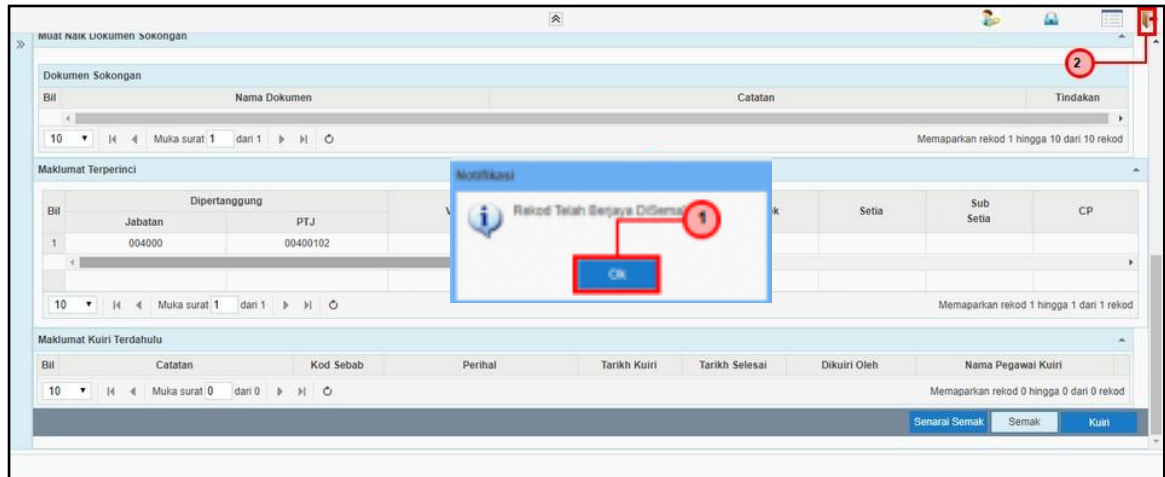 2
Muat Naik Dokumen Sokongan
Dokumen Sokongan
Bil Nama Dokumen Catatan Tindakan
10 Muka surat 1 dari 1 Memaparkan rekod 1 hingga 10 dari 10 rekod
Maklumat Terperinci
Notifikasi
Rekod Telah Berjaya
1
Ok
Bil Dipertanggung Setia Sub Setia CP
Jabatan PTJ
1 004000 00400102
10 Muka surat 1 dari 1 Memaparkan rekod 1 hingga 1 dari 1 rekod
Maklumat Kuiri Terdahulu
Bil Catatan Kod Sebab Perihal Tarikh Kuiri Tarikh Selesai Dikuiri Oleh Nama Pegawai Kuiri
10 Muka surat 0 dari 0 Memaparkan rekod 0 hingga 0 dari 0 rekod
Senarai Semak Semak Kuiri